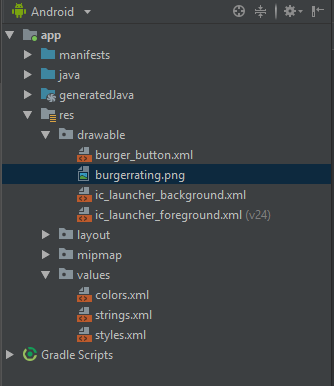 Android
app
manifests
java
generatedJava
res
drawable
burger_button.xml
burgerrating.png
ic_launcher_background.xml
ic_launcher_foreground.xml (v24)
layout
mipmap
values
colors.xml
strings.xml
styles.xml
Gradle Scripts